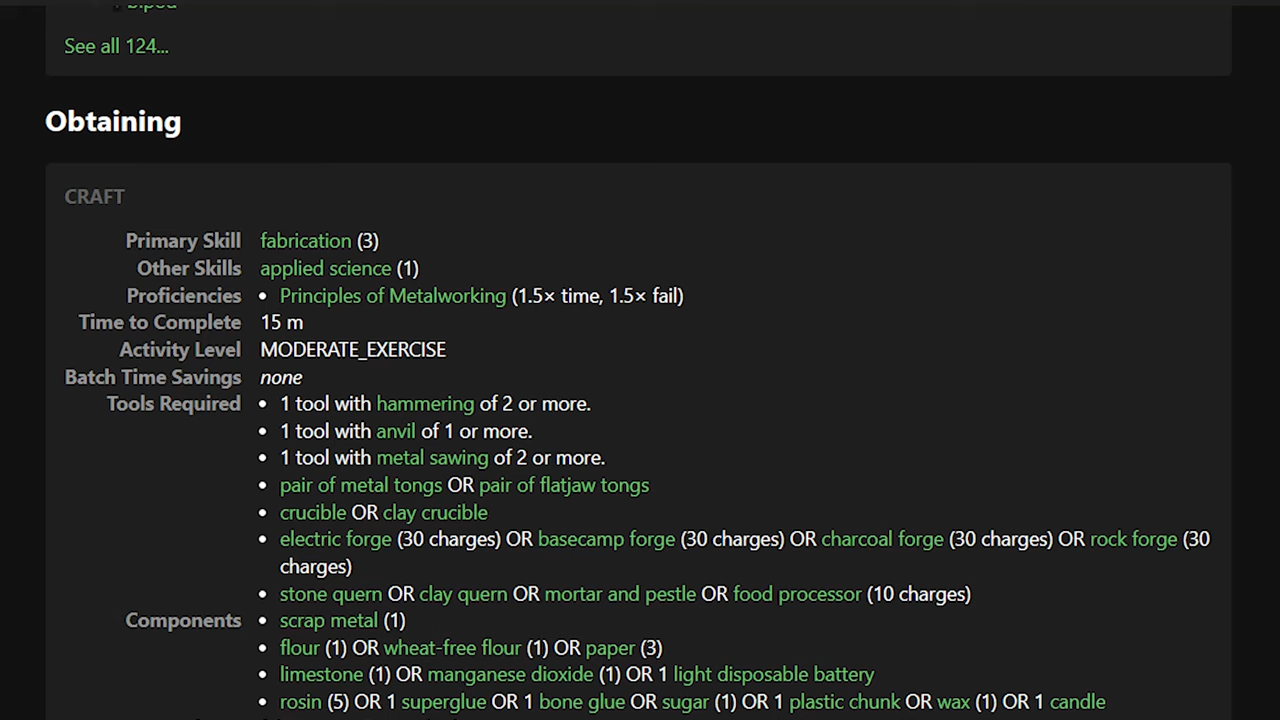 See all 124...
Obtaining
CRAFT
Primary Skill fabrication (3)
Other Skills applied science (1)
Proficiencies • Principles of Metalworking (1.5× time, 1.5× fail)
Time to Complete 15 m
Activity Level MODERATE_EXERCISE
Batch Time Savings none
Tools Required • 1 tool with hammering of 2 or more.
• 1 tool with anvil of 1 or more.
• 1 tool with metal sawing of 2 or more.
• pair of metal tongs OR pair of flatjaw tongs
• crucible OR clay crucible
• electric forge (30 charges) OR basecamp forge (30 charges) OR charcoal forge (30 charges) OR rock forge (30
charges)
• stone quern OR clay quern OR mortar and pestle OR food processor (10 charges)
Components • scrap metal (1)
• flour (1) OR wheat-free flour (1) OR paper (3)
• limestone (1) OR manganese dioxide (1) OR 1 light disposable battery
• rosin (5) OR 1 superglue OR 1 bone glue OR sugar (1) OR 1 plastic chunk OR wax (1) OR 1 candle